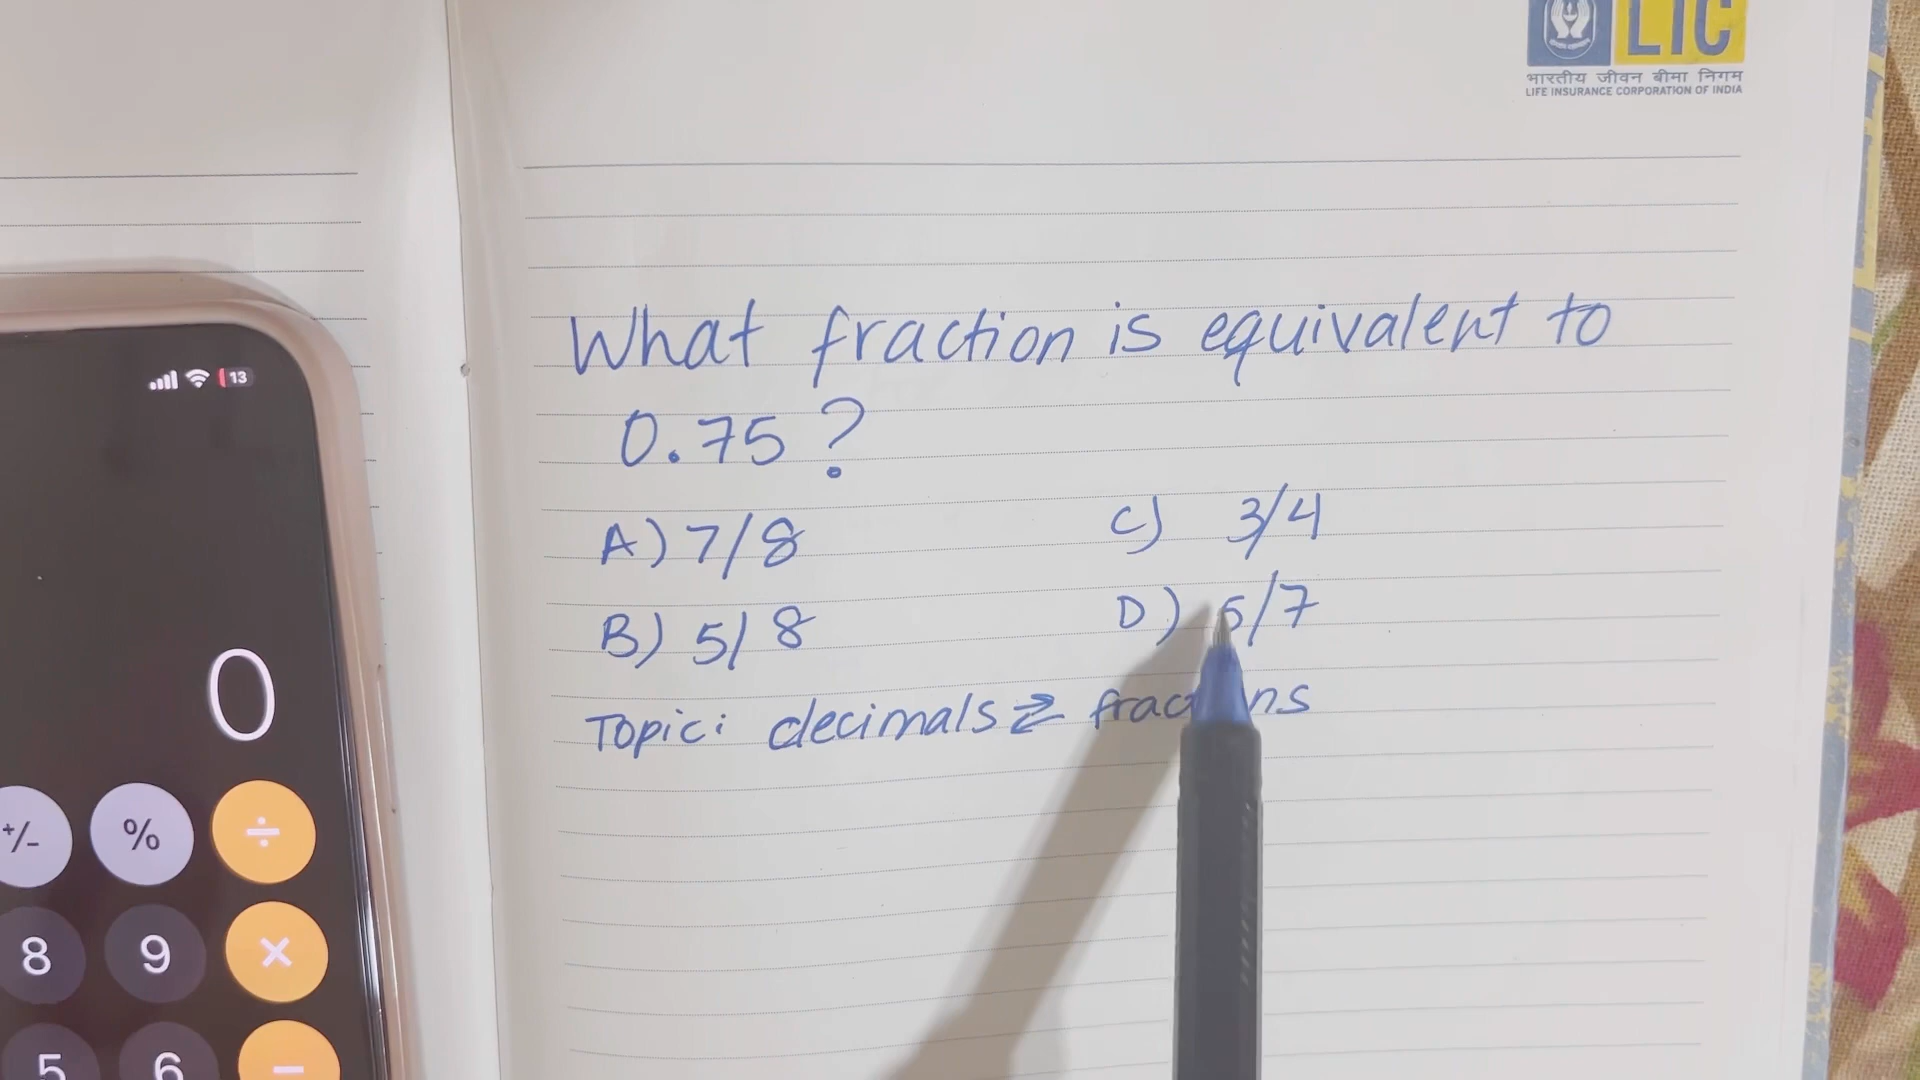 LIC
भारतीय जीवन बीमा निगम
LIFE INSURANCE CORPORATION OF INDIA
What fraction is equivalent to
0.75 ?
A) 7/8
C) 3/4
B) 5/8
D) 5/7
Topic: decimals ⇄ fractions
13
0
+/- % ÷
8 9 ×
5 6 −